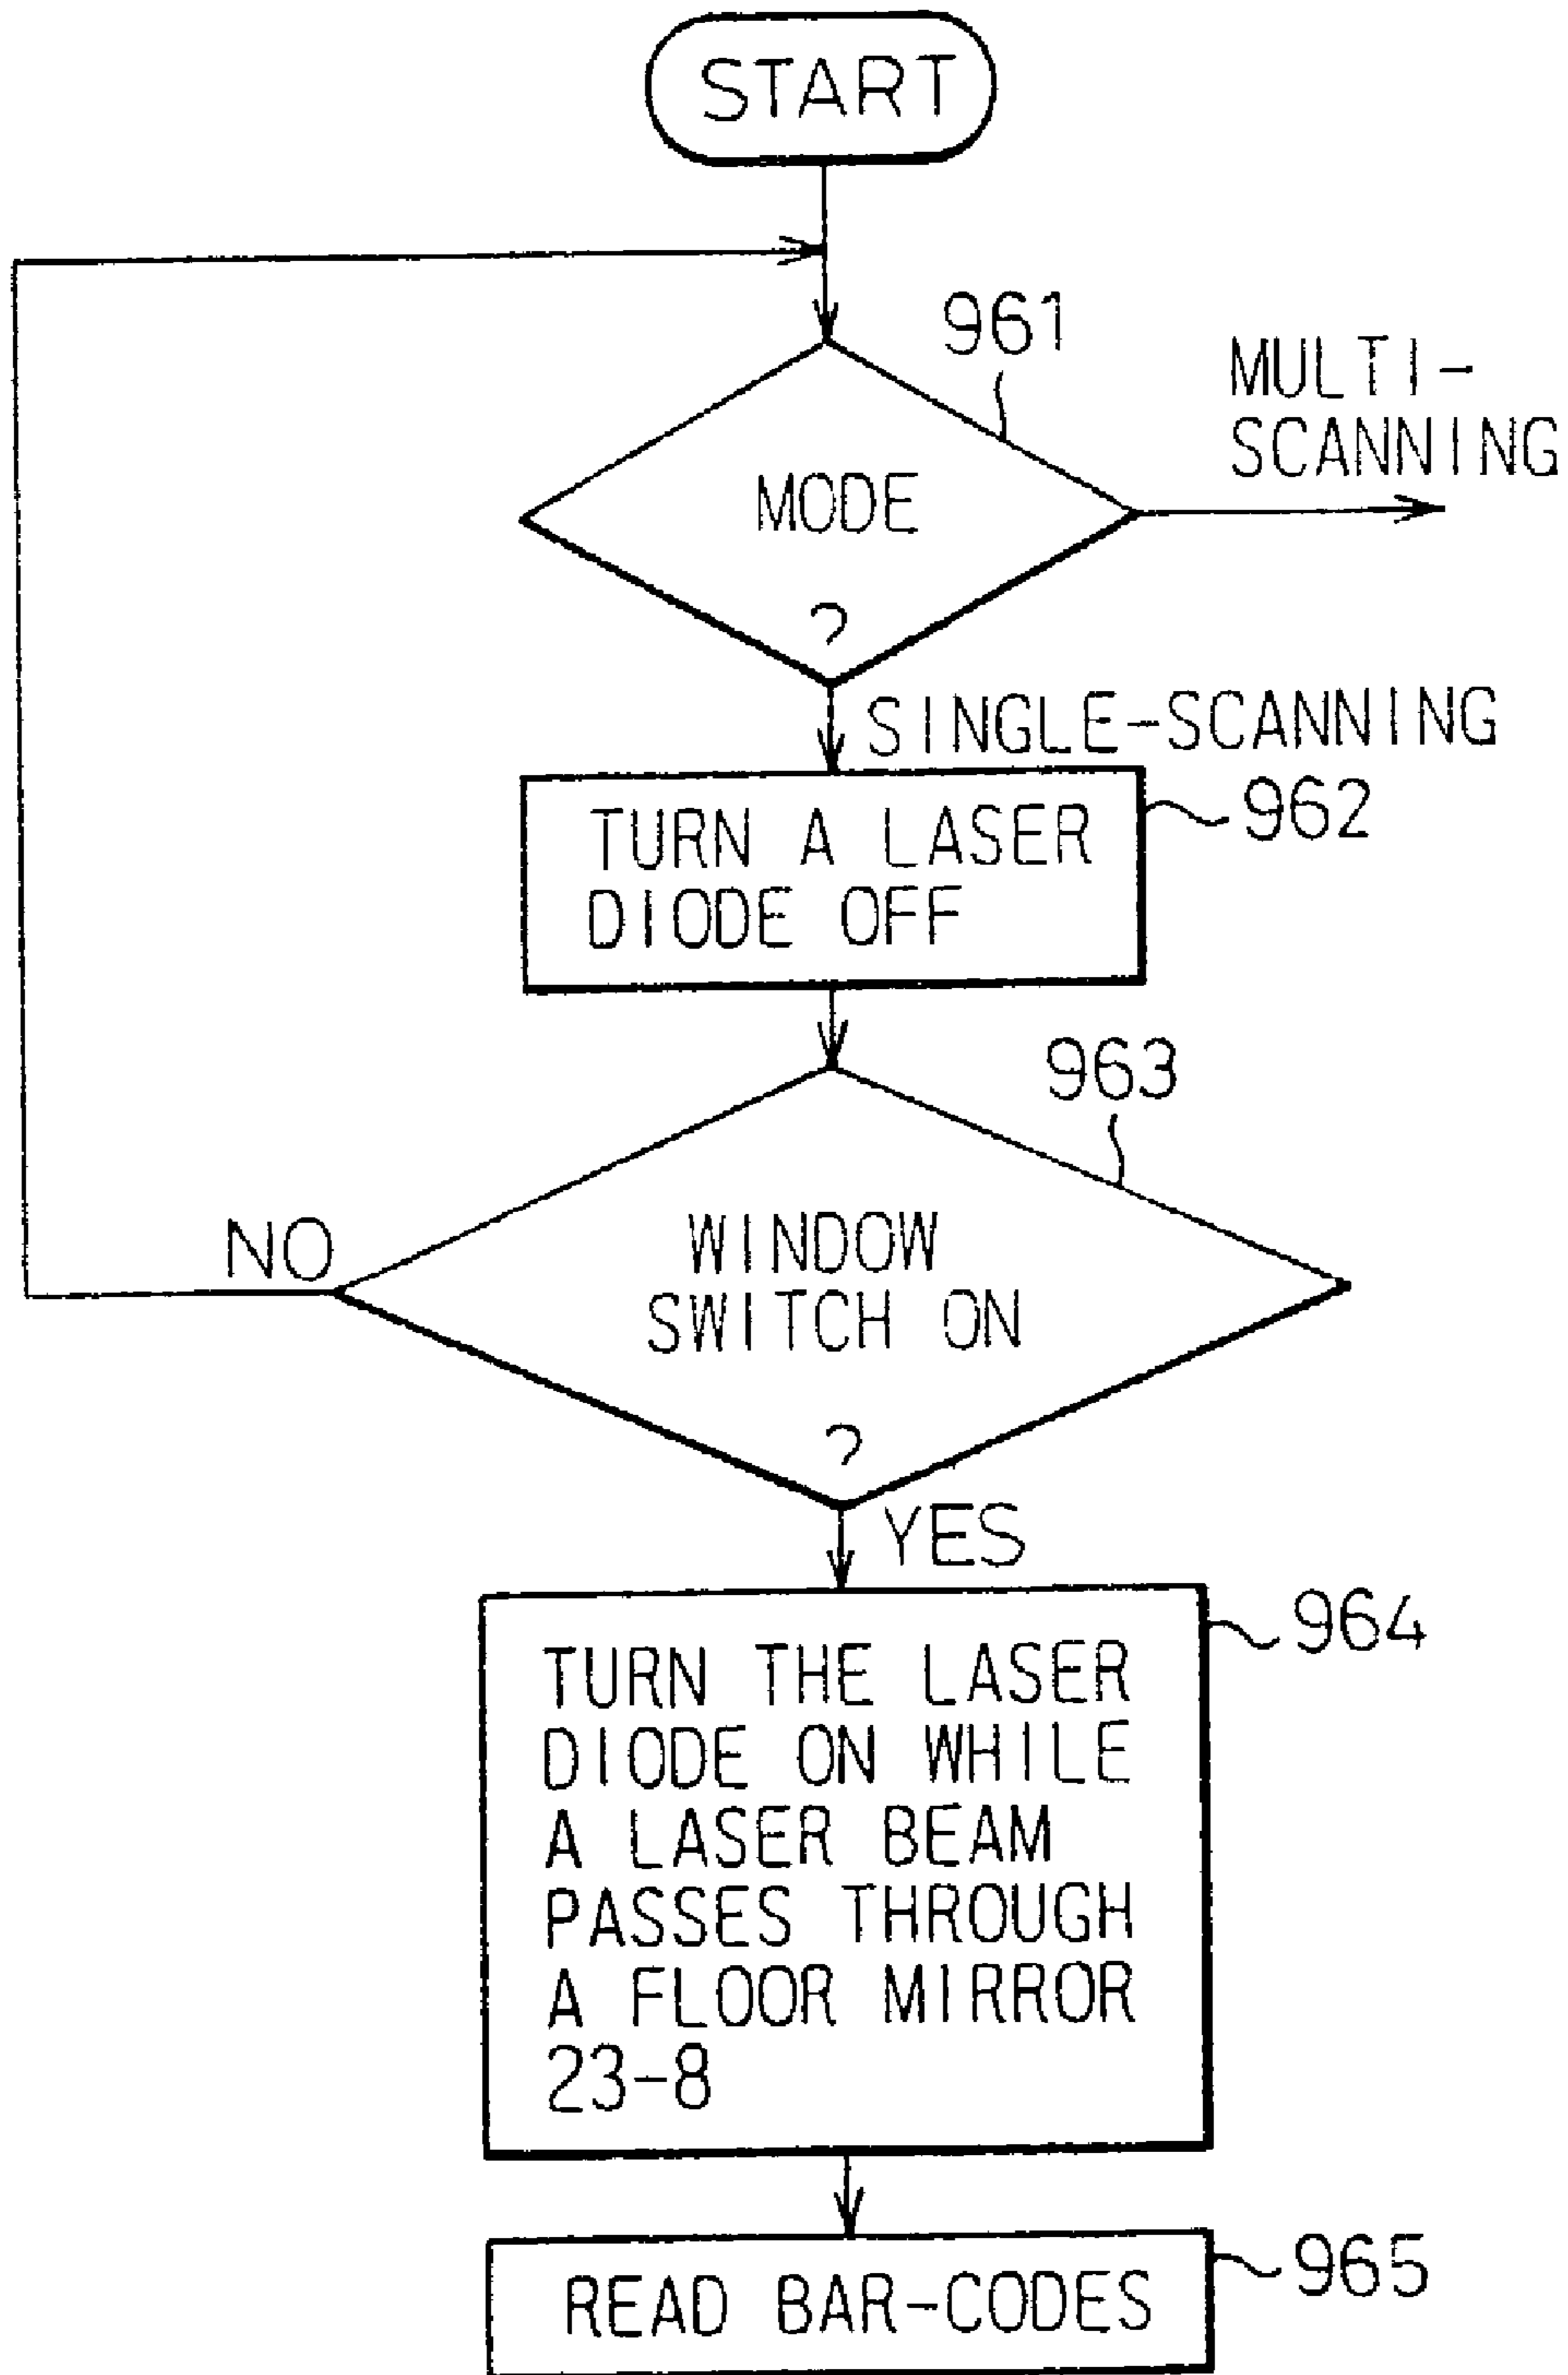 START
961
MULTI-
SCANNING
MODE
?
SINGLE-SCANNING
962
TURN A LASER
DIODE OFF
963
NO
WINDOW
SWITCH ON
?
YES
964
TURN THE LASER
DIODE ON WHILE
A LASER BEAM
PASSES THROUGH
A FLOOR MIRROR
23-8
965
READ BAR-CODES